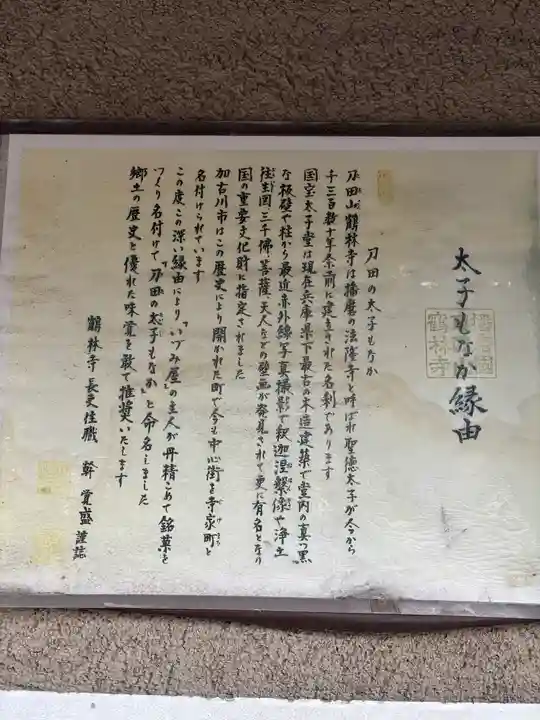 太子もなか縁由
播磨国
鶴林寺
刀田の太子もなか
刀田山鶴林寺は播磨の法隆寺と呼ばれ聖徳太子が今から
千三百数十年余前に建立された名刹であります
国宝太子堂は現在兵庫県下最古の木造建築で堂内の真っ黒
な板壁や柱から最近赤外線写真撮影で釈迦涅槃像や浄土
往生図三千佛、菩薩、天人などの壁画が発見されて更に有名となり
国の重要文化財に指定されました
加古川市はこの歴史により開かれた町で今も中心街を寺家町と
名付けられています
この度この深い縁由により『いづみ屋』の主人が丹精こめて銘菓を
つくり名付けて『刀田の太子もなか』と命名しました
郷土の歴史と優れた味覚を敢て推奨いたします
鶴林寺長吏住職 幹 覚盛 謹誌